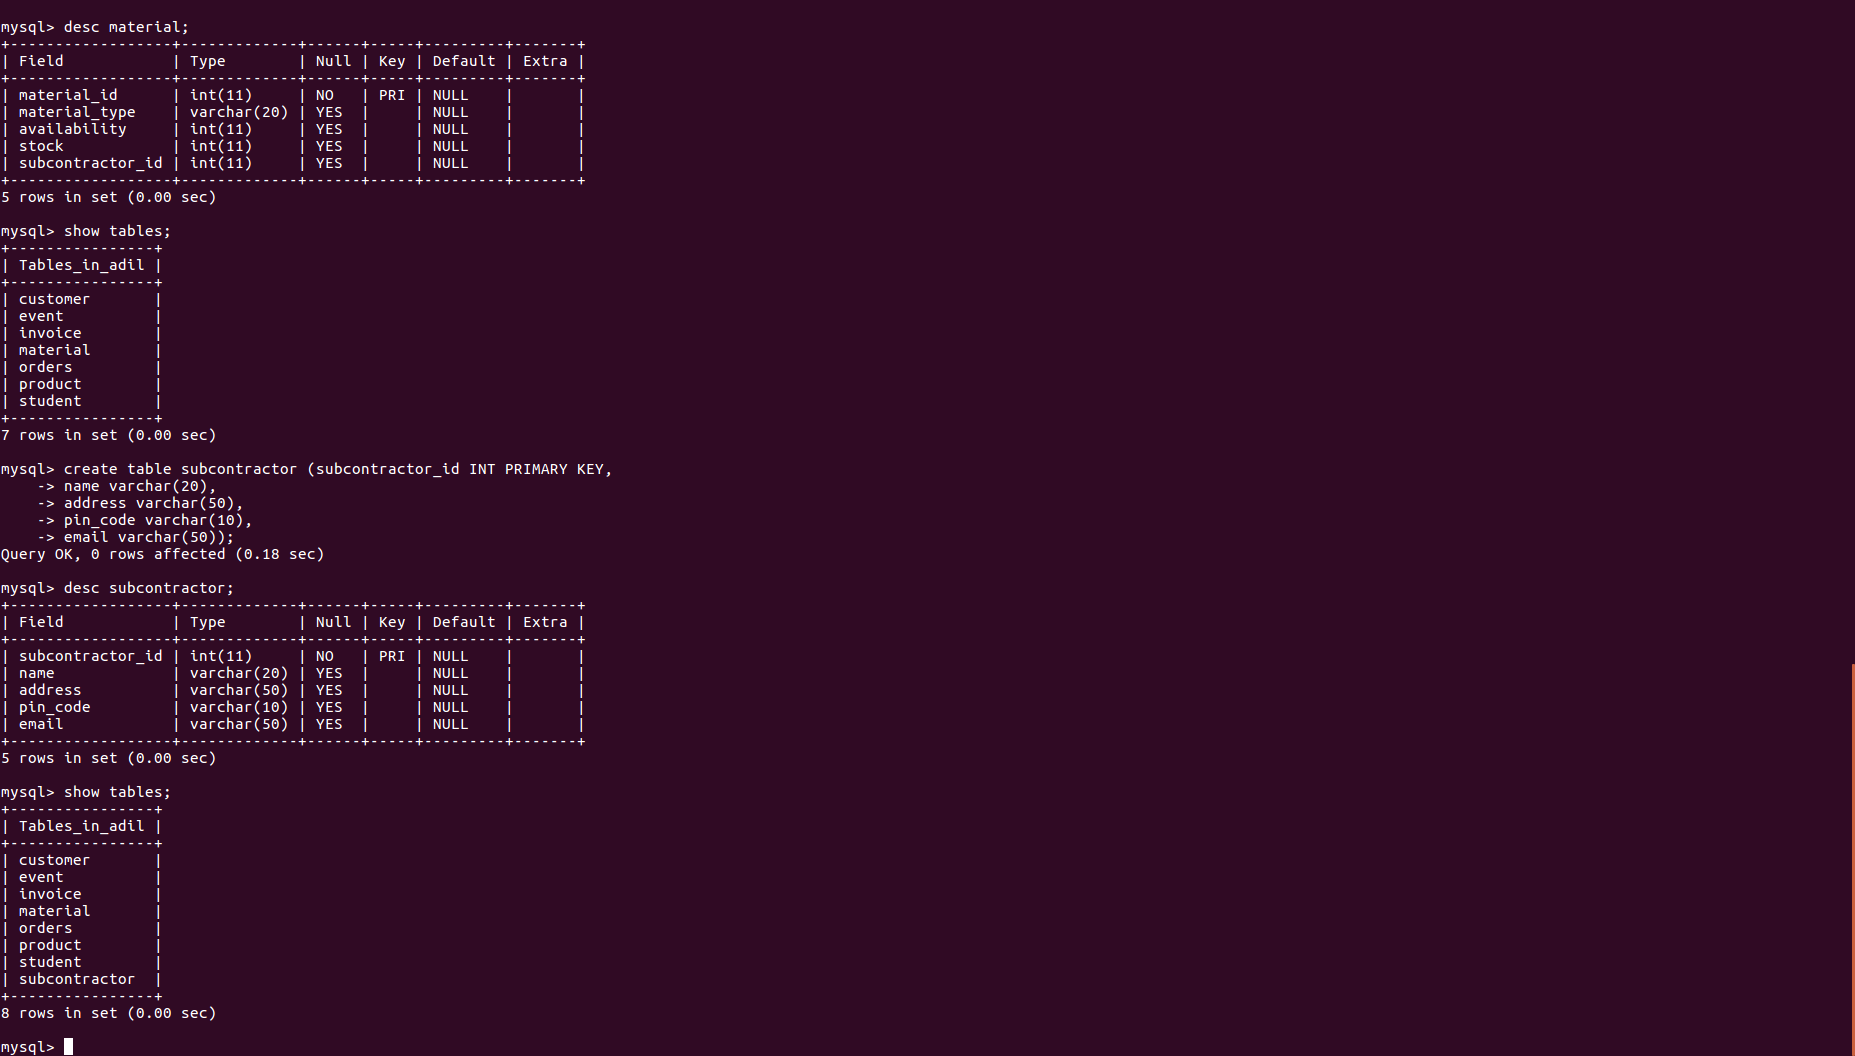 mysql> desc material;
+------------------+-------------+------+-----+---------+-------+
| Field            | Type        | Null | Key | Default | Extra |
+------------------+-------------+------+-----+---------+-------+
| material_id      | int(11)     | NO   | PRI | NULL    |       |
| material_type    | varchar(20) | YES  |     | NULL    |       |
| availability     | int(11)     | YES  |     | NULL    |       |
| stock            | int(11)     | YES  |     | NULL    |       |
| subcontractor_id | int(11)     | YES  |     | NULL    |       |
+------------------+-------------+------+-----+---------+-------+
5 rows in set (0.00 sec)

mysql> show tables;
+----------------+
| Tables_in_adil |
+----------------+
| customer       |
| event          |
| invoice        |
| material       |
| orders         |
| product        |
| student        |
+----------------+
7 rows in set (0.00 sec)

mysql> create table subcontractor (subcontractor_id INT PRIMARY KEY,
    -> name varchar(20),
    -> address varchar(50),
    -> pin_code varchar(10),
    -> email varchar(50));
Query OK, 0 rows affected (0.18 sec)

mysql> desc subcontractor;
+------------------+-------------+------+-----+---------+-------+
| Field            | Type        | Null | Key | Default | Extra |
+------------------+-------------+------+-----+---------+-------+
| subcontractor_id | int(11)     | NO   | PRI | NULL    |       |
| name             | varchar(20) | YES  |     | NULL    |       |
| address          | varchar(50) | YES  |     | NULL    |       |
| pin_code         | varchar(10) | YES  |     | NULL    |       |
| email            | varchar(50) | YES  |     | NULL    |       |
+------------------+-------------+------+-----+---------+-------+
5 rows in set (0.00 sec)

mysql> show tables;
+----------------+
| Tables_in_adil |
+----------------+
| customer       |
| event          |
| invoice        |
| material       |
| orders         |
| product        |
| student        |
| subcontractor  |
+----------------+
8 rows in set (0.00 sec)

mysql>